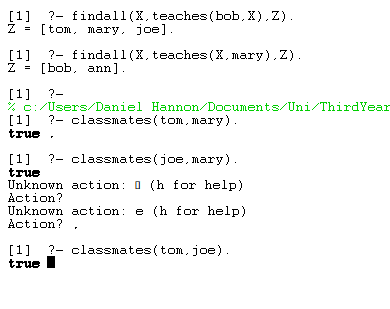 [1]  ?- findall(X,teaches(bob,X),Z).
Z = [tom, mary, joe].
[1]  ?- findall(X,teaches(X,mary),Z).
Z = [bob, ann].
[1]  ?-
% c:/Users/Daniel Hannon/Documents/Uni/ThirdYear
[1]  ?- classmates(tom,mary).
true .
[1]  ?- classmates(joe,mary).
true
Unknown action: ▯ (h for help)
Action?
Unknown action: e (h for help)
Action? .
[1]  ?- classmates(tom,joe).
true